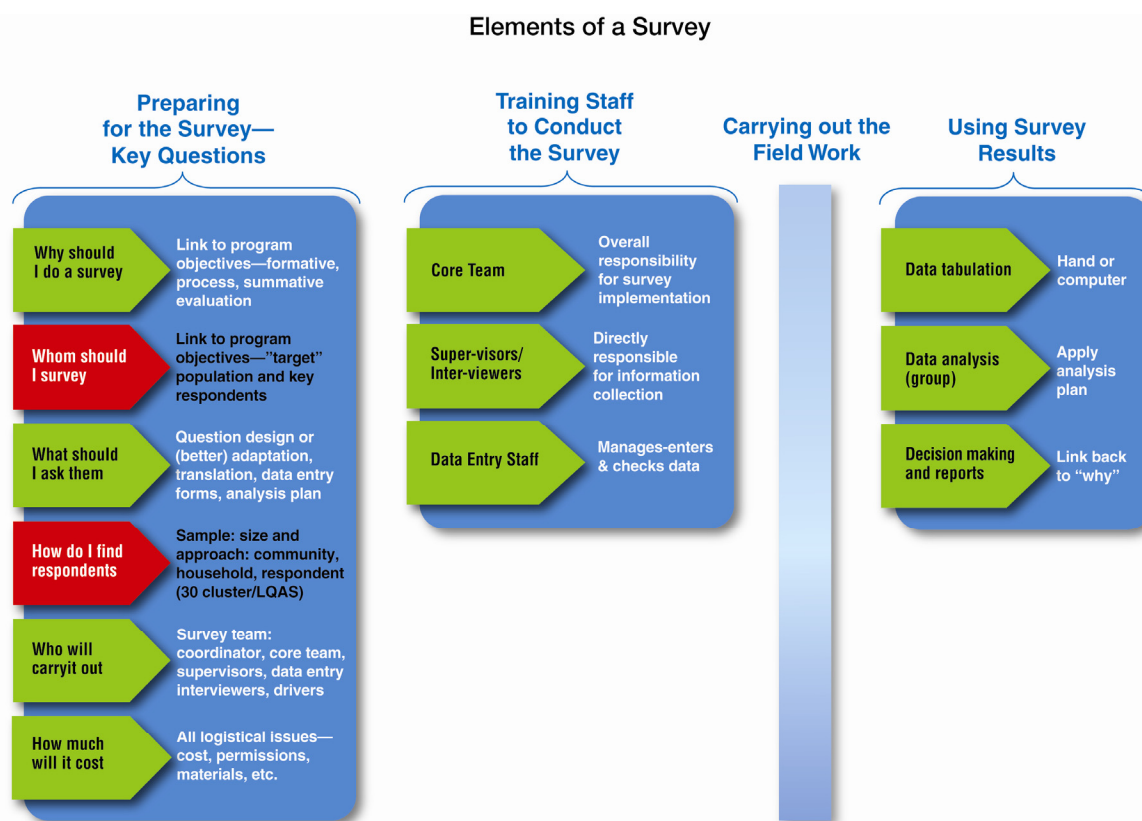 Elements of a Survey
Preparing
for the Survey—
Key Questions
Why should
I do a survey
Link to program
objectives—formative,
process, summative
evaluation
Whom should
I survey
Link to program
objectives—”target”
population and key
respondents
What should
I ask them
Question design or
(better) adaptation,
translation, data entry
forms, analysis plan
How do I find
respondents
Sample: size and
approach: community,
household, respondent
(30 cluster/LQAS)
Who will
carryit out
Survey team:
coordinator, core team,
supervisors, data entry
interviewers, drivers
How much
will it cost
All logistical issues—
cost, permissions,
materials, etc.
Training Staff
to Conduct
the Survey
Core Team
Overall
responsibility
for survey
implementation
Super-visors/
Inter-viewers
Directly
responsible
for information
collection
Data Entry Staff
Manages-enters
& checks data
Carrying out the
Field Work
Using Survey
Results
Data tabulation
Hand or
computer
Data analysis
(group)
Apply
analysis
plan
Decision making
and reports
Link back
to “why”